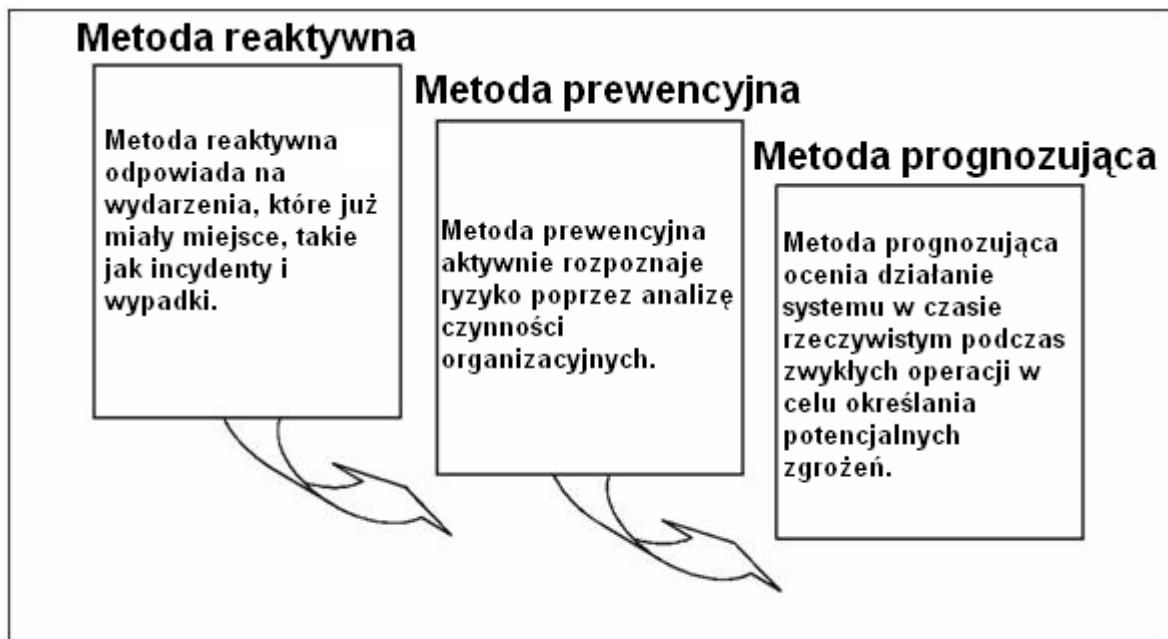 Metoda reaktywna
Metoda reaktywna
odpowiada na
wydarzenia, które już
miały miejsce, takie
jak incydenty i
wypadki.
Metoda prewencyjna
Metoda prewencyjna
aktywnie rozpoznaje
ryzyko poprzez analizę
czynności
organizacyjnych.
Metoda prognozująca
Metoda prognozująca
ocenia działanie
systemu w czasie
rzeczywistym podczas
zwykłych operacji w
celu określania
potencjalnych
zgrożeń.